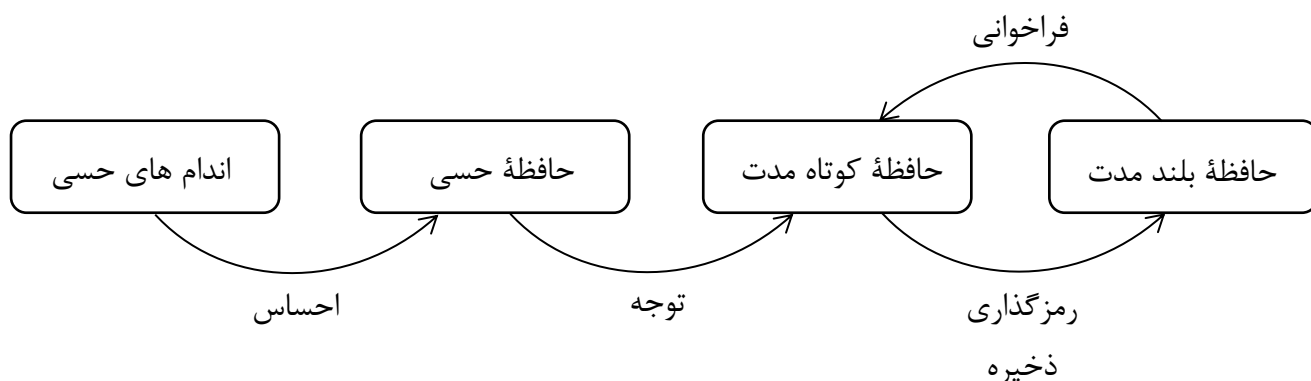 فراخوانی
اندام های حسی
حافظهٔ حسی
حافظهٔ کوتاه مدت
حافظهٔ بلند مدت
احساس
توجه
رمزگذاری
ذخیره